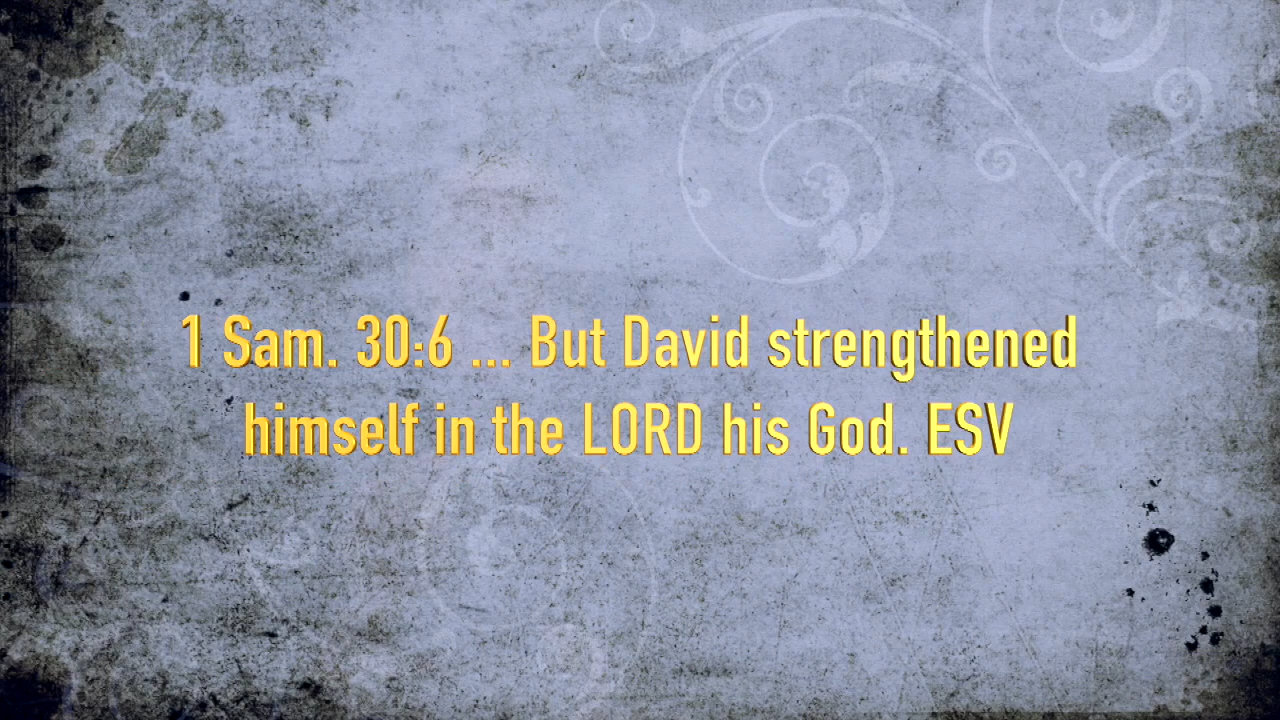 1 Sam. 30:6 ... But David strengthened
himself in the LORD his God. ESV